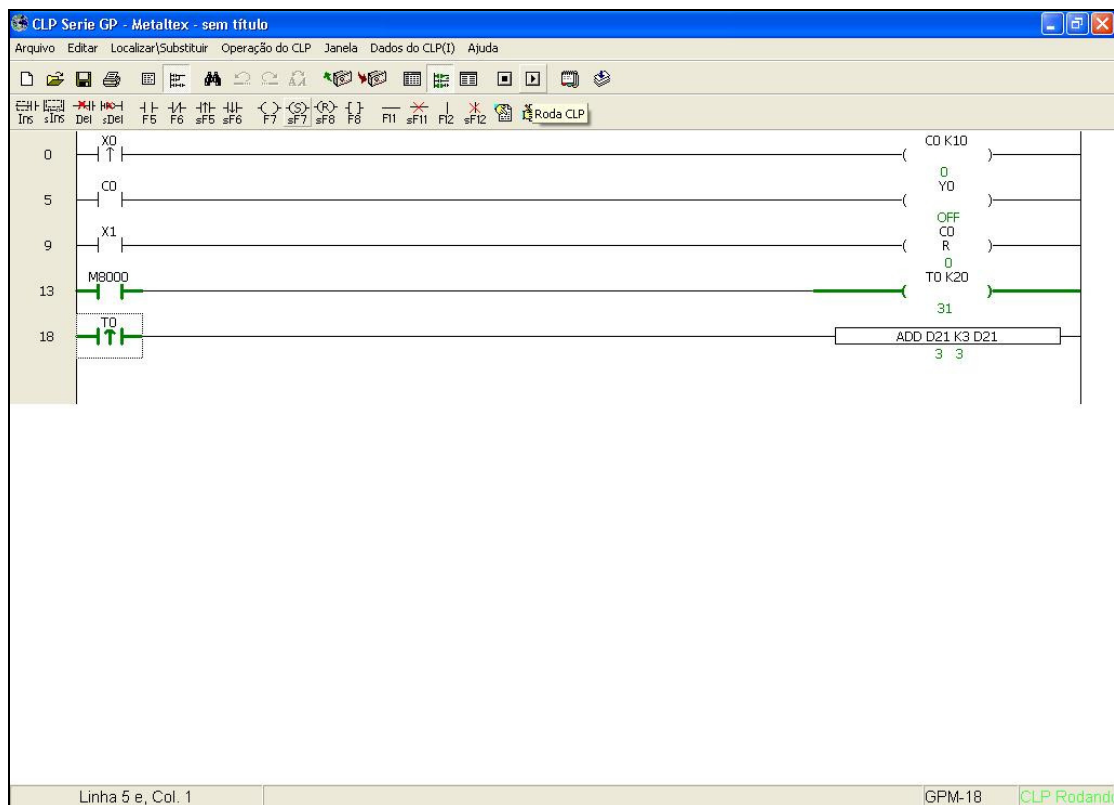 CLP Serie GP - Metaltex - sem título
Arquivo Editar Localizar\Substituir Operação do CLP Janela Dados do CLP(I) Ajuda
Ins sIns Del sDel F5 F6 sF5 sF6 F7 sF7 sF8 F8 F11 sF11 F12 sF12 Roda CLP
X0 C0 K10
0
0
C0 Y0
5
OFF
X1 C0
9 R
0
M8000 T0 K20
13
31
T0
18 ADD D21 K3 D21
3 3
Linha 5 e, Col. 1 GPM-18 CLP Rodando